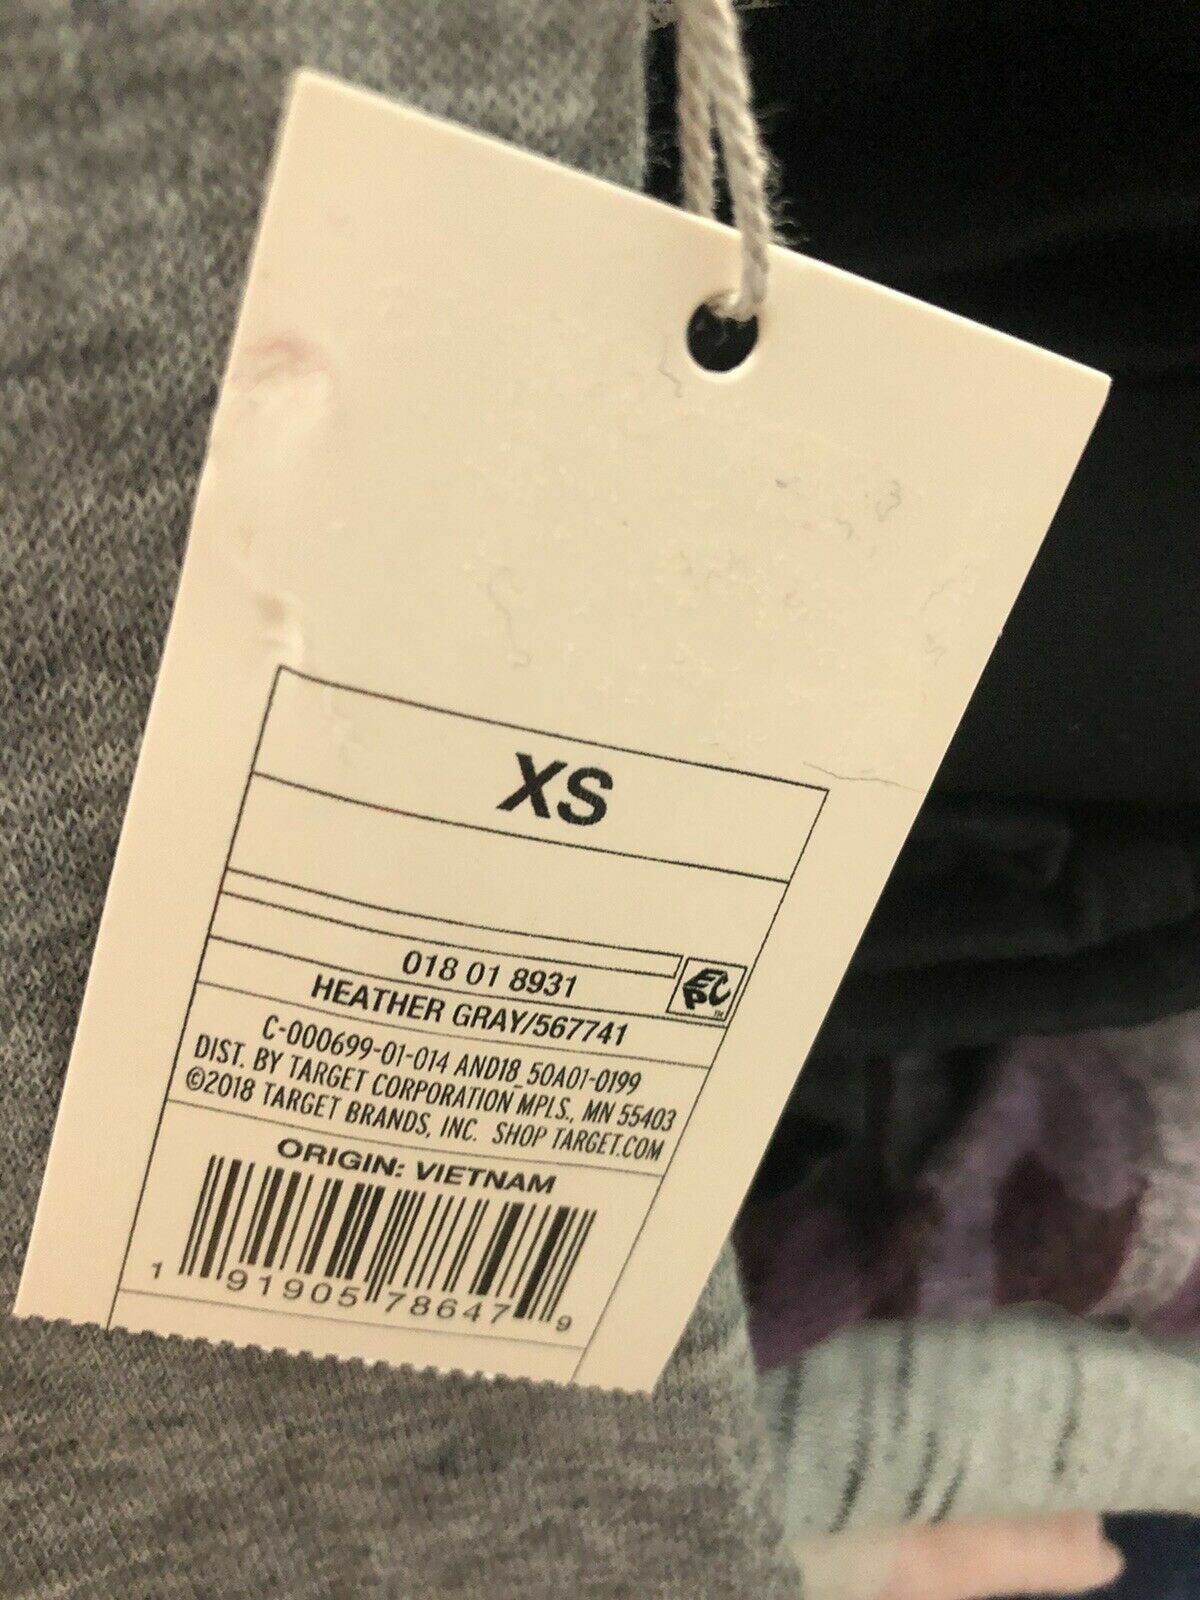 XS
018 01 8931
EPC™
HEATHER GRAY/567741
C-000699-01-014 AND18_50A01-0199
DIST. BY TARGET CORPORATION MPLS., MN 55403
©2018 TARGET BRANDS, INC. SHOP TARGET.COM
ORIGIN: VIETNAM
1 91905 78647 9